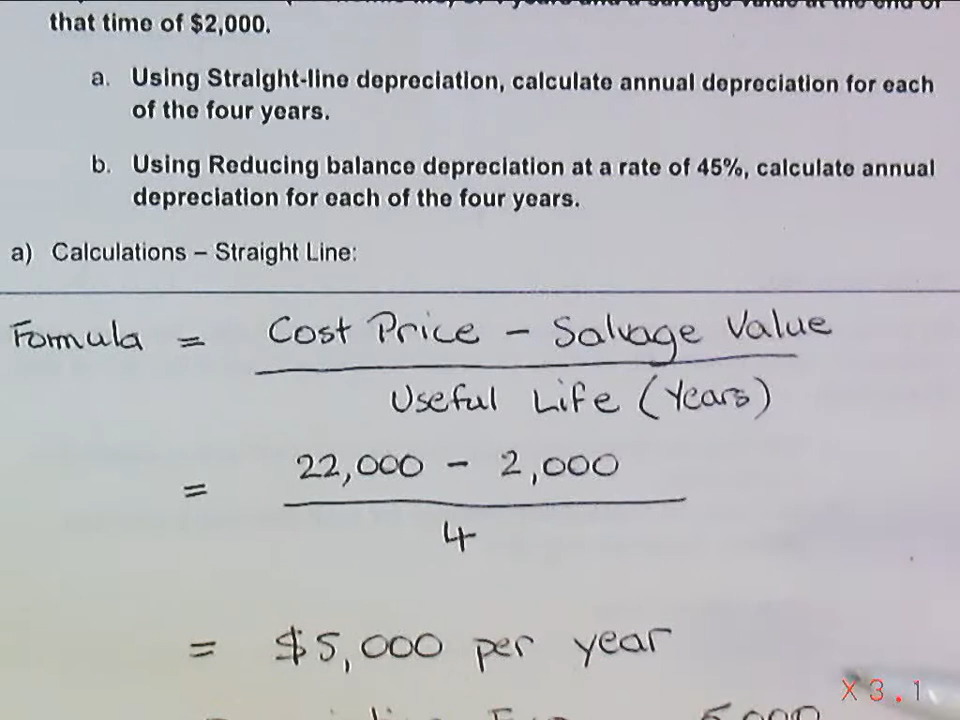 that time of $2,000.
a. Using Straight-line depreciation, calculate annual depreciation for each
of the four years.
b. Using Reducing balance depreciation at a rate of 45%, calculate annual
depreciation for each of the four years.
a) Calculations – Straight Line:
Formula = Cost Price - Salvage Value
Useful Life (Years)
= 22,000 - 2,000
4
= $5,000 per year
X3.1